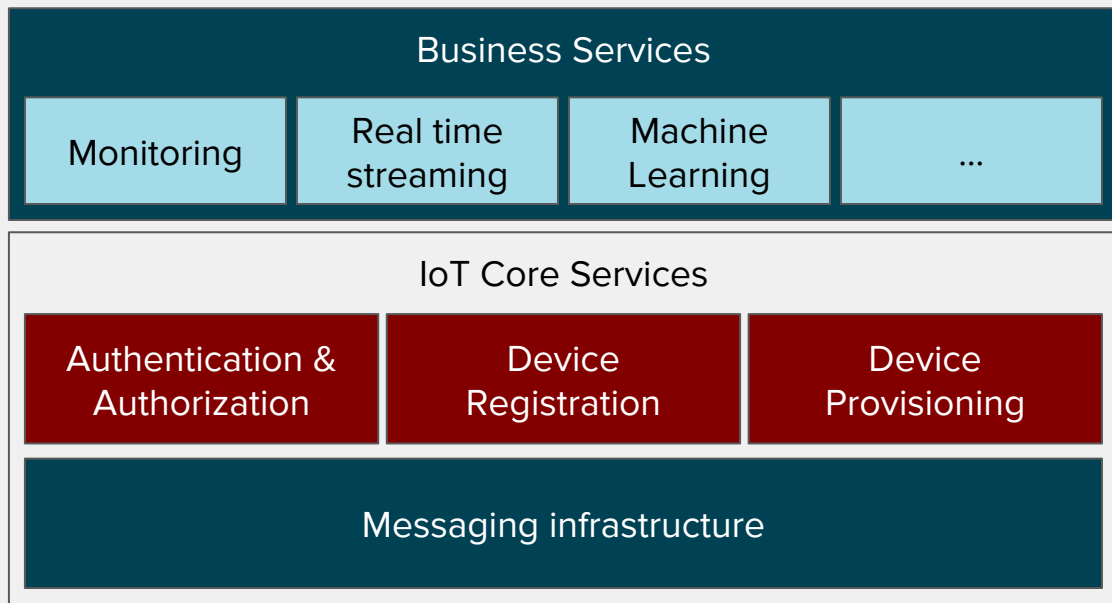 Business Services
Monitoring
Real time
streaming
Machine
Learning
...
IoT Core Services
Authentication &
Authorization
Device
Registration
Device
Provisioning
Messaging infrastructure